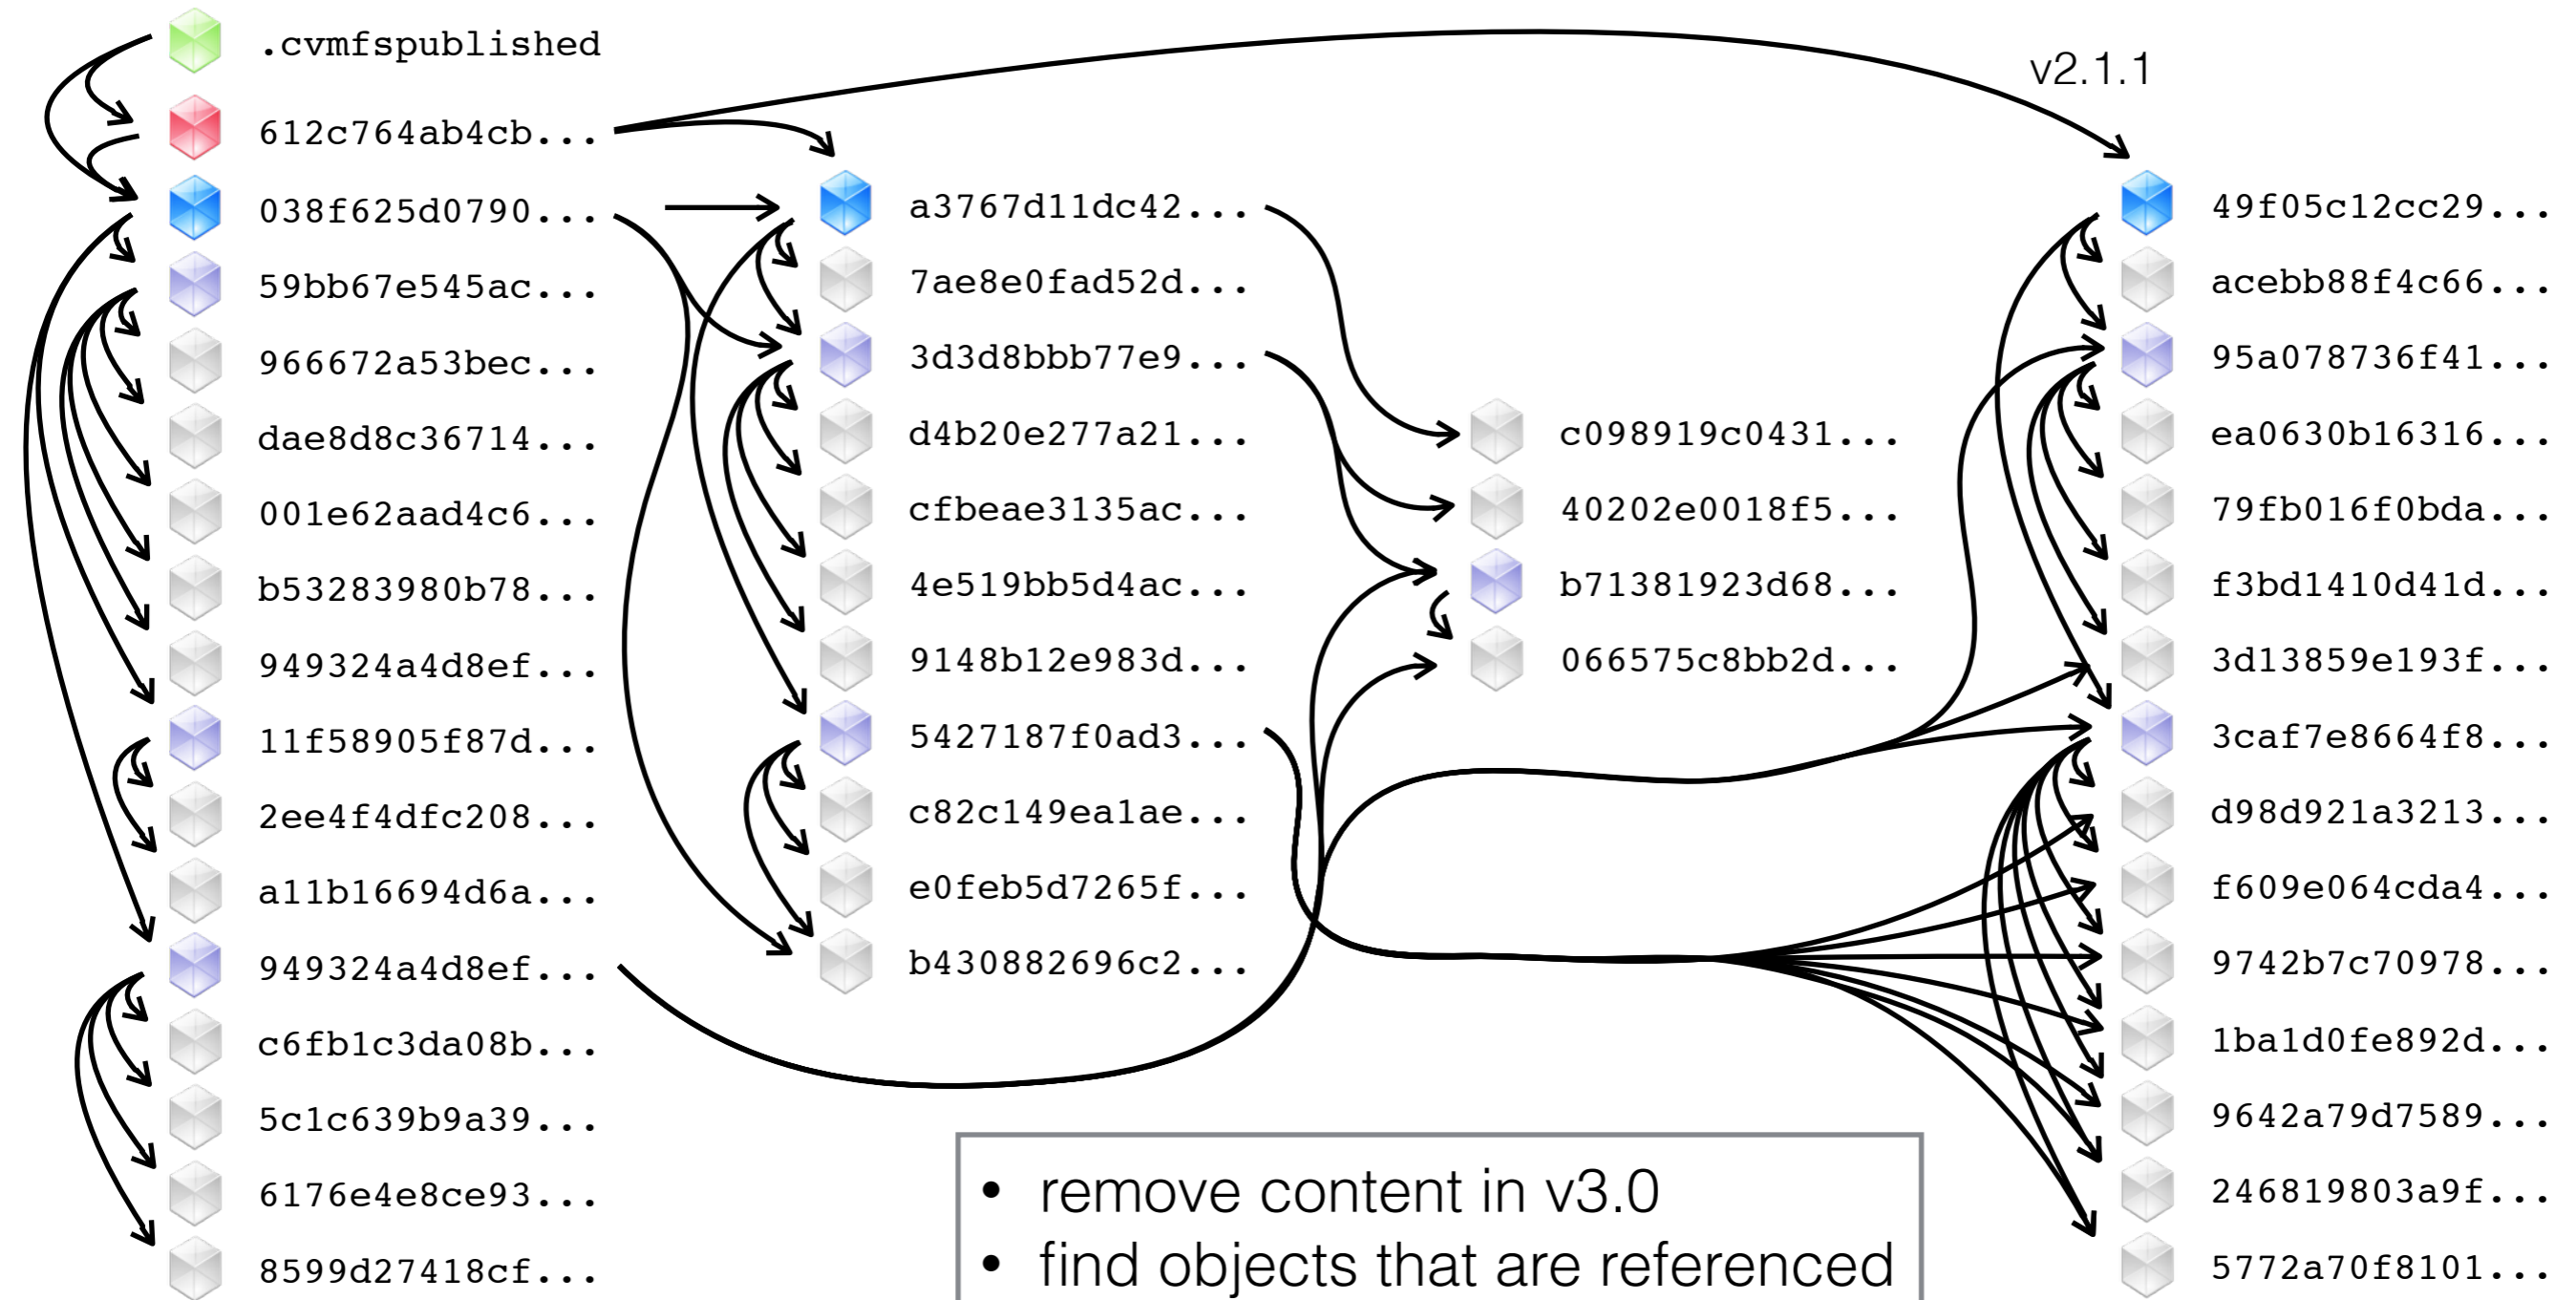 .cvmfspublished
612c764ab4cb...
038f625d0790...
59bb67e545ac...
966672a53bec...
dae8d8c36714...
001e62aad4c6...
b53283980b78...
949324a4d8ef...
11f58905f87d...
2ee4f4dfc208...
a11b16694d6a...
949324a4d8ef...
c6fb1c3da08b...
5c1c639b9a39...
6176e4e8ce93...
8599d27418cf...
a3767d11dc42...
7ae8e0fad52d...
3d3d8bbb77e9...
d4b20e277a21...
cfbeae3135ac...
4e519bb5d4ac...
9148b12e983d...
5427187f0ad3...
c82c149ea1ae...
e0feb5d7265f...
b430882696c2...
c098919c0431...
40202e0018f5...
b71381923d68...
066575c8bb2d...
v2.1.1
49f05c12cc29...
acebb88f4c66...
95a078736f41...
ea0630b16316...
79fb016f0bda...
f3bd1410d41d...
3d13859e193f...
3caf7e8664f8...
d98d921a3213...
f609e064cda4...
9742b7c70978...
1ba1d0fe892d...
9642a79d7589...
246819803a9f...
5772a70f8101...
• remove content in v3.0
• find objects that are referenced